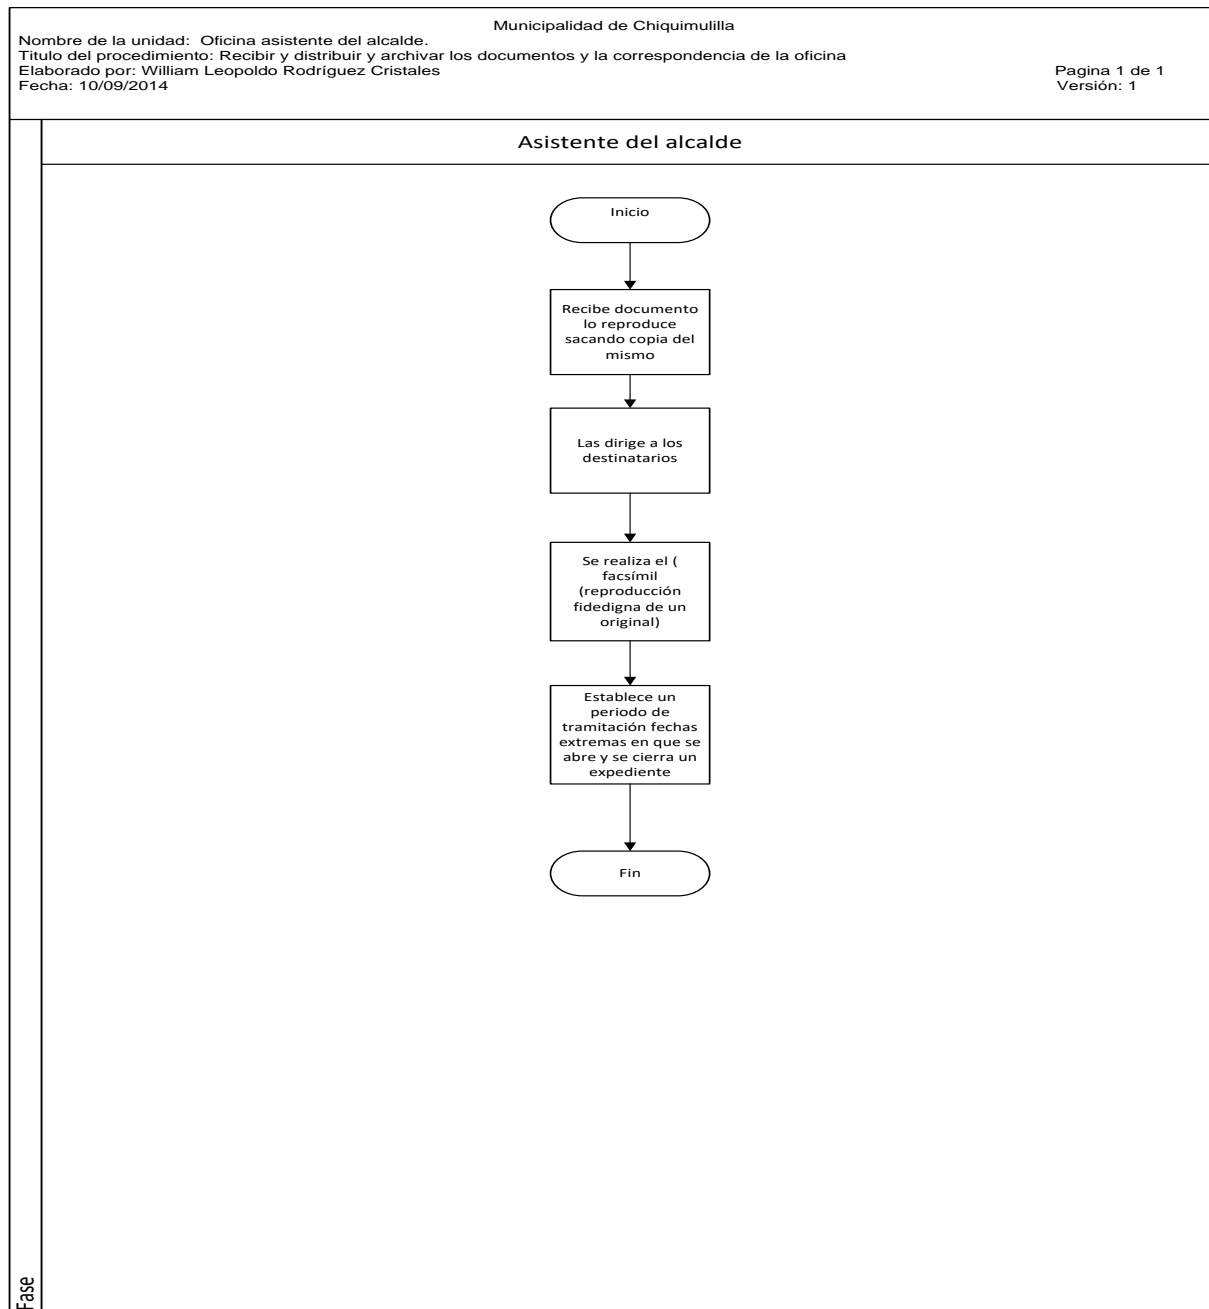 Municipalidad de Chiquimulilla
Nombre de la unidad:  Oficina asistente del alcalde.
Titulo del procedimiento: Recibir y distribuir y archivar los documentos y la correspondencia de la oficina
Elaborado por: William Leopoldo Rodríguez Cristales
Pagina 1 de 1
Fecha: 10/09/2014
Versión: 1
Asistente del alcalde
Inicio
Recibe documento
lo reproduce
sacando copia del
mismo
Las dirige a los
destinatarios
Se realiza el (
facsímil
(reproducción
fidedigna de un
original)
Establece un
periodo de
tramitación fechas
extremas en que se
abre y se cierra un
expediente
Fin
Fase